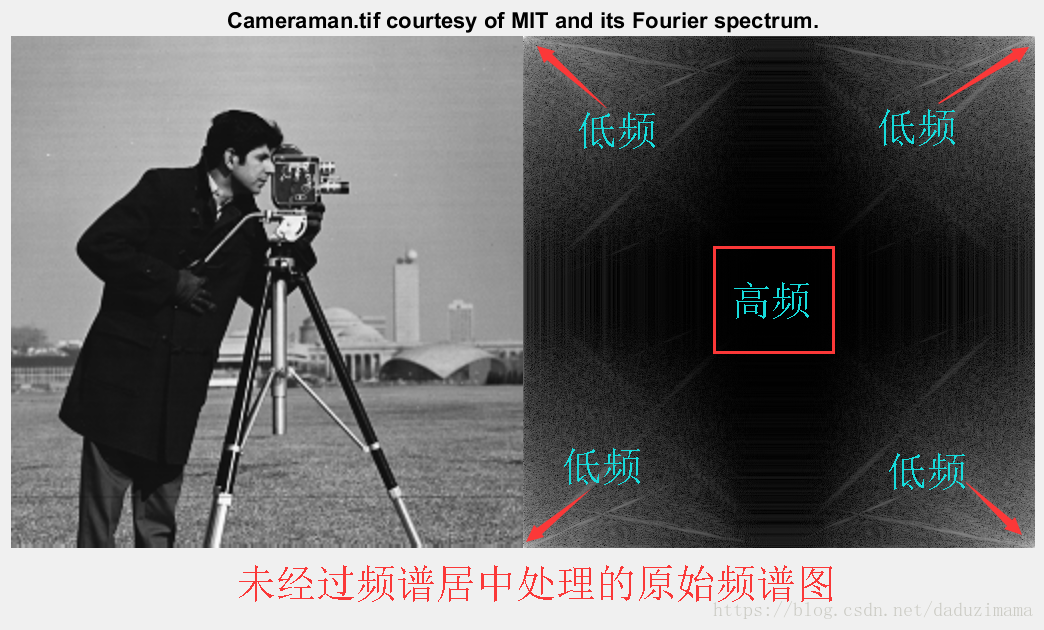 Cameraman.tif courtesy of MIT and its Fourier spectrum.
低频
低频
高频
低频
低频
未经过频谱居中处理的原始频谱图
https://blog.csdn.net/daduzimama